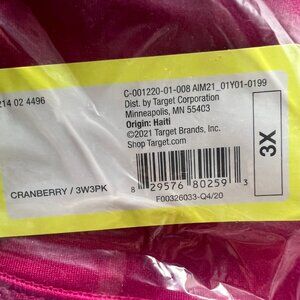 C-001220-01-008 AIM21_01Y01-0199
214 02 4496
Dist. by Target Corporation
Minneapolis, MN 55403
Origin: Haiti
©2021 Target Brands, Inc.
Shop Target.com
3X
CRANBERRY / 3W3PK
8 29576 80259 3
F00326033-Q4/20